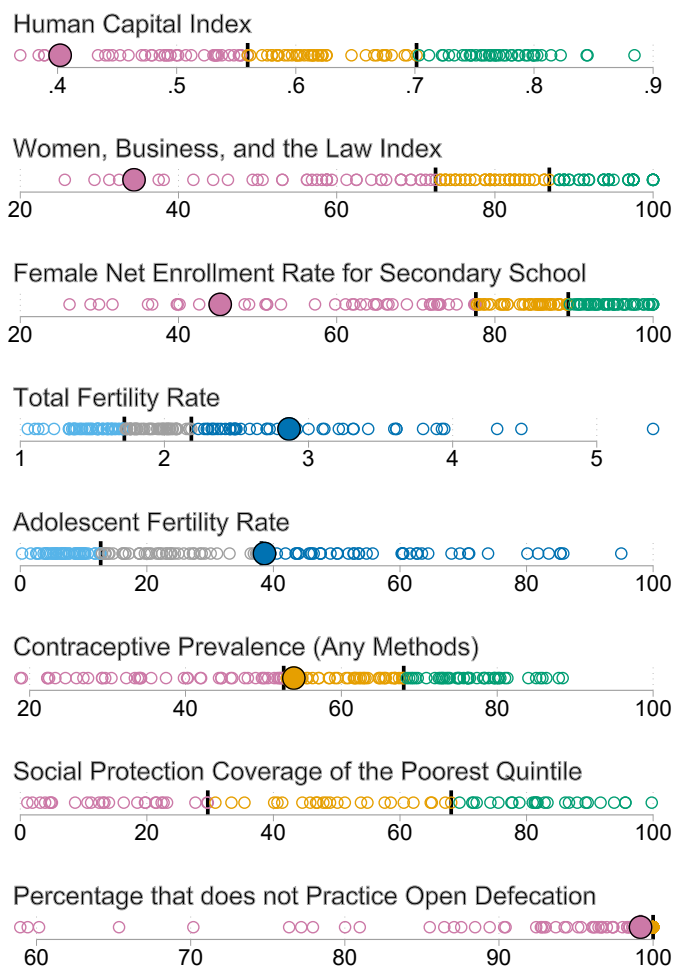 Human Capital Index
.4 .5 .6 .7 .8 .9
Women, Business, and the Law Index
20 40 60 80 100
Female Net Enrollment Rate for Secondary School
20 40 60 80 100
Total Fertility Rate
1 2 3 4 5
Adolescent Fertility Rate
0 20 40 60 80 100
Contraceptive Prevalence (Any Methods)
20 40 60 80 100
Social Protection Coverage of the Poorest Quintile
0 20 40 60 80 100
Percentage that does not Practice Open Defecation
60 70 80 90 100